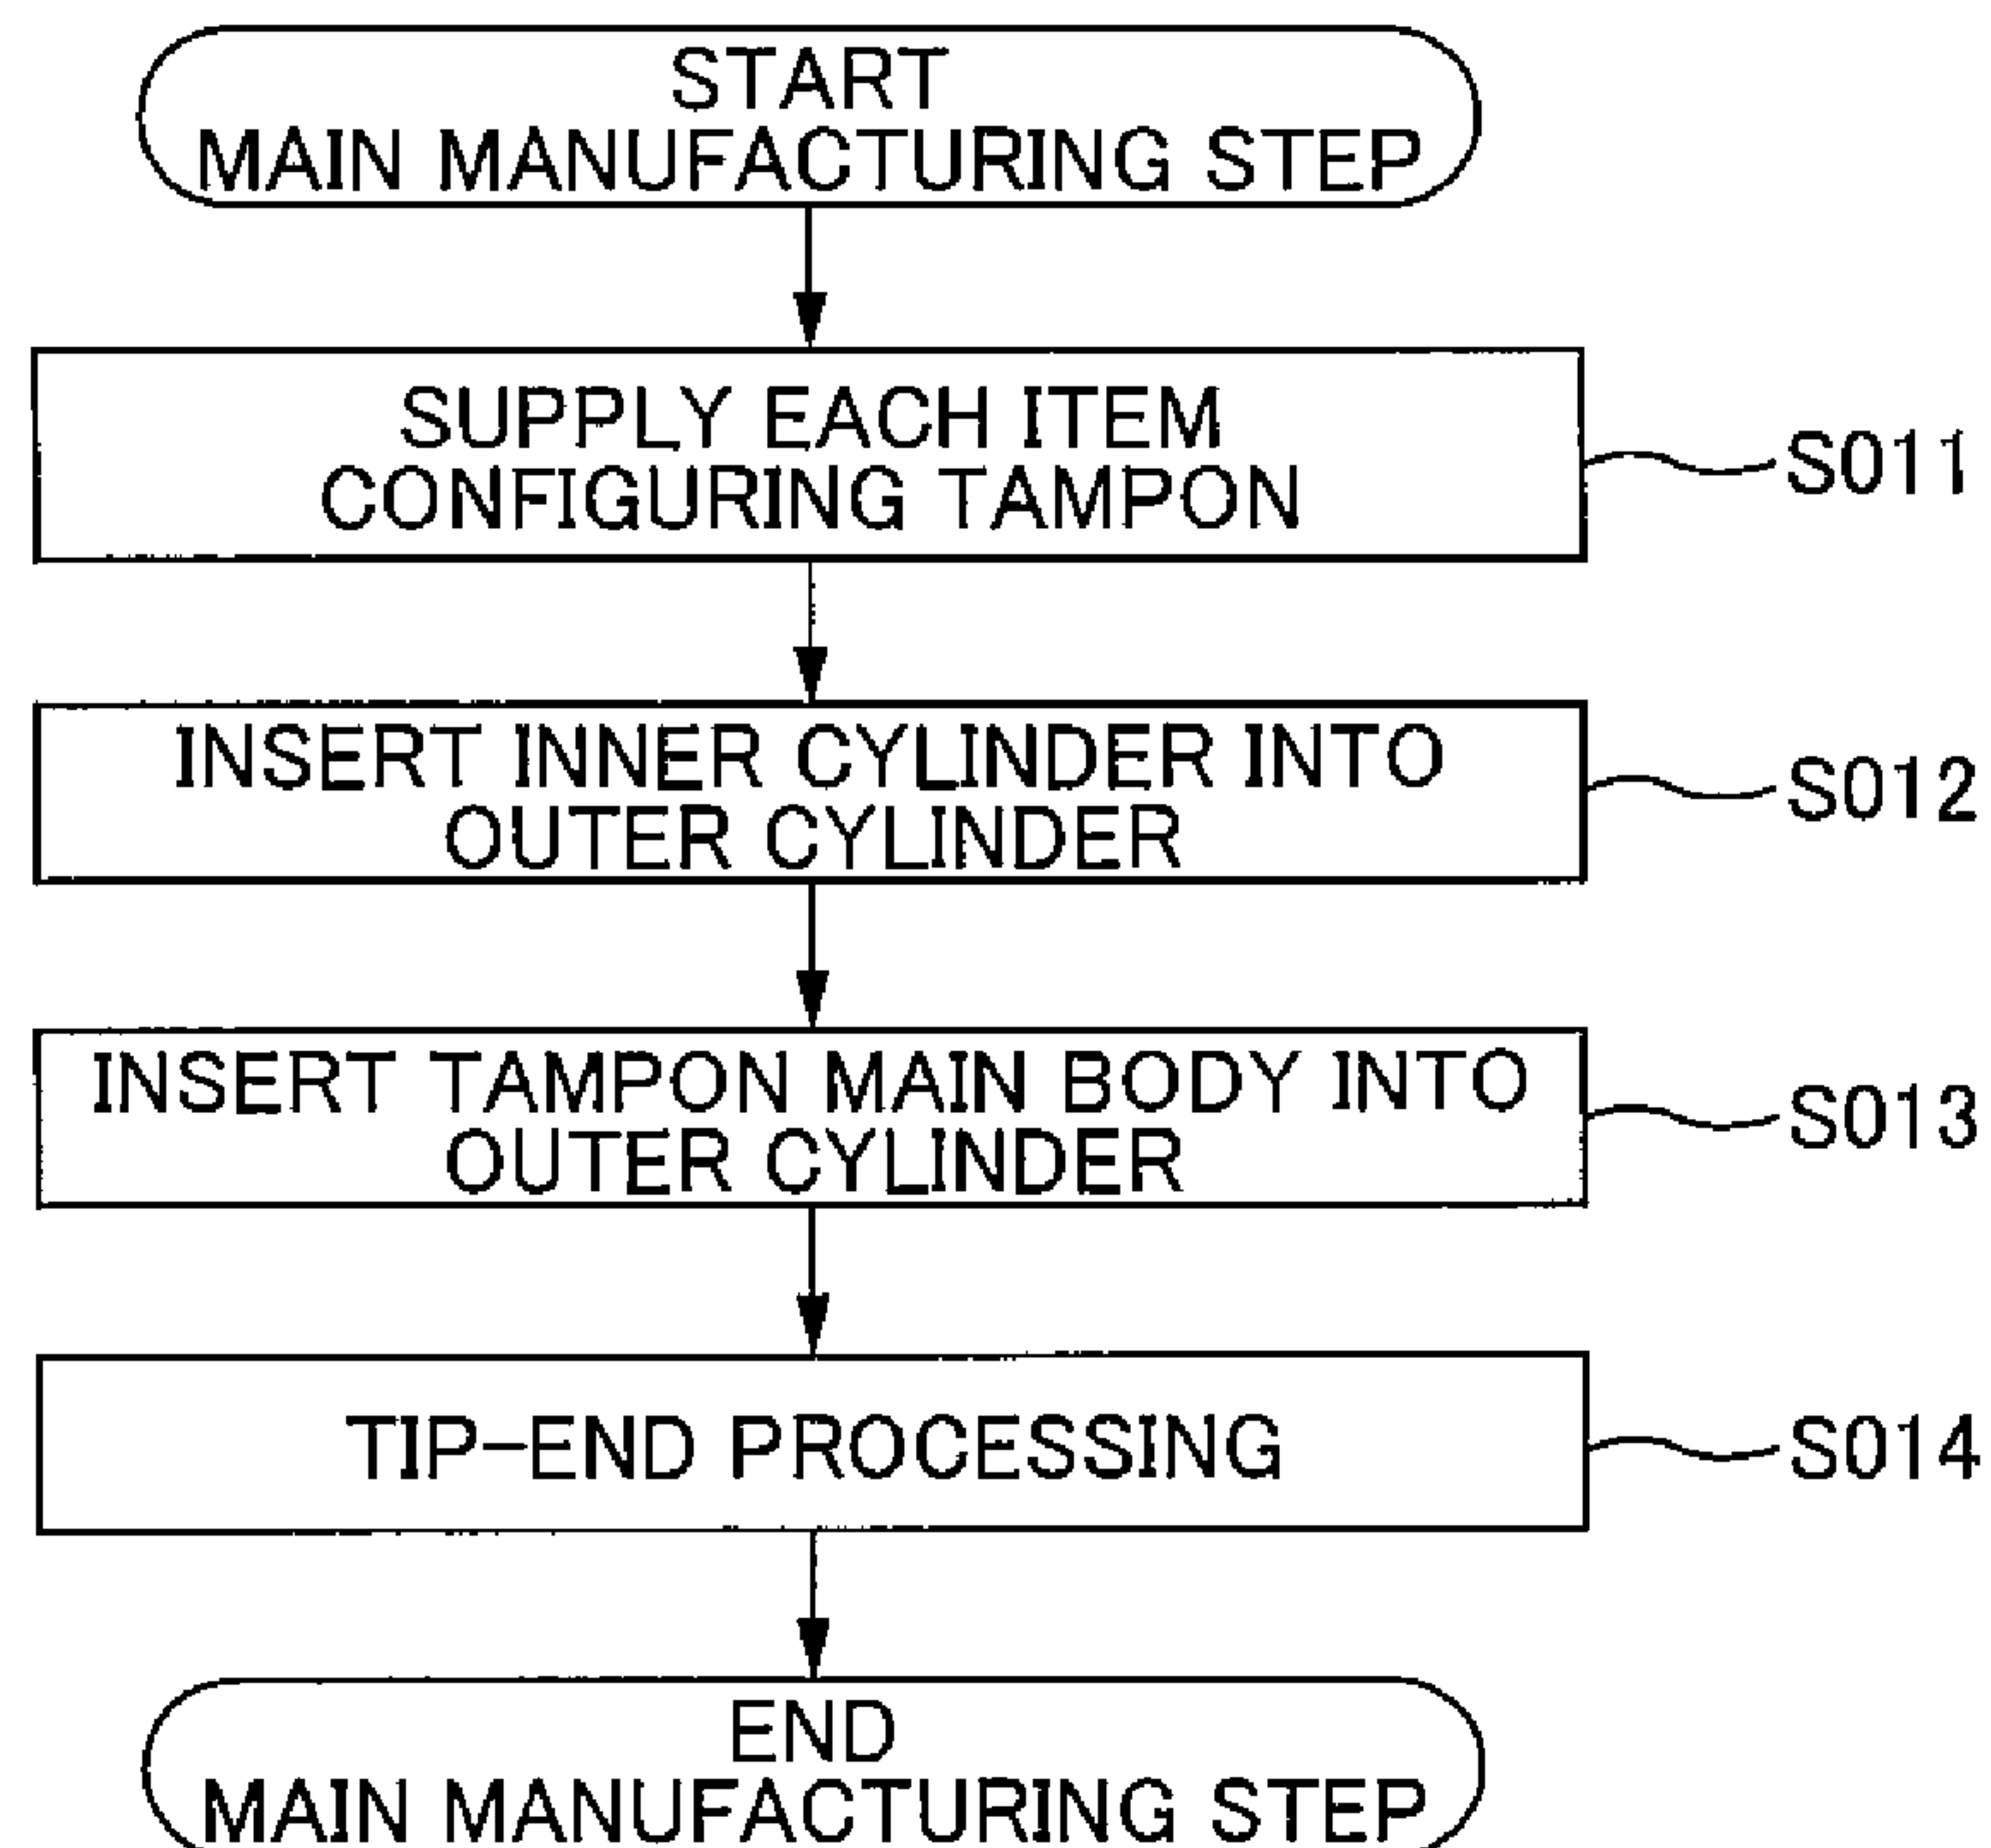 START
MAIN MANUFACTURING STEP
SUPPLY EACH ITEM
CONFIGURING TAMPON
S011
INSERT INNER CYLINDER INTO
OUTER CYLINDER
S012
INSERT TAMPON MAIN BODY INTO
OUTER CYLINDER
S013
TIP-END PROCESSING
S014
END
MAIN MANUFACTURING STEP